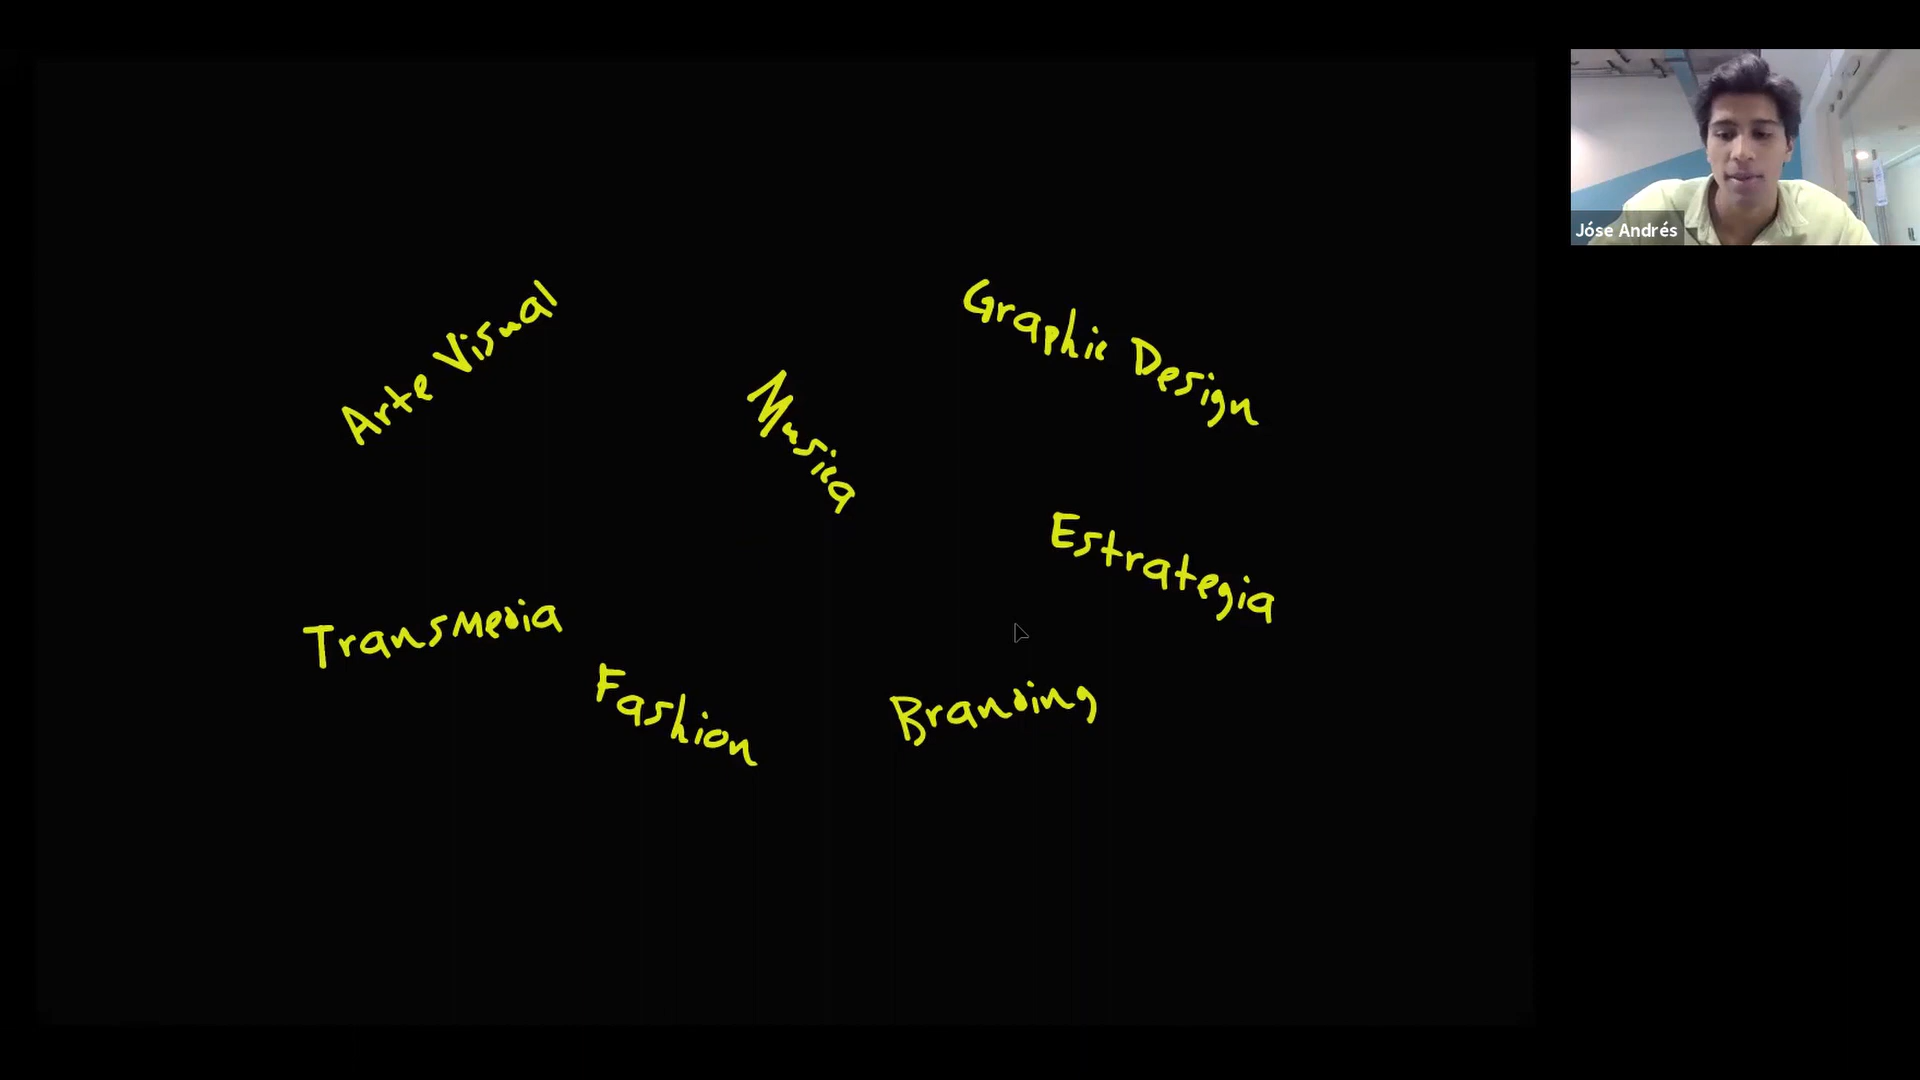 Jóse Andrés
Arte Visual
Graphic Design
Musica
Estrategia
Transmedia
Fashion
Branding